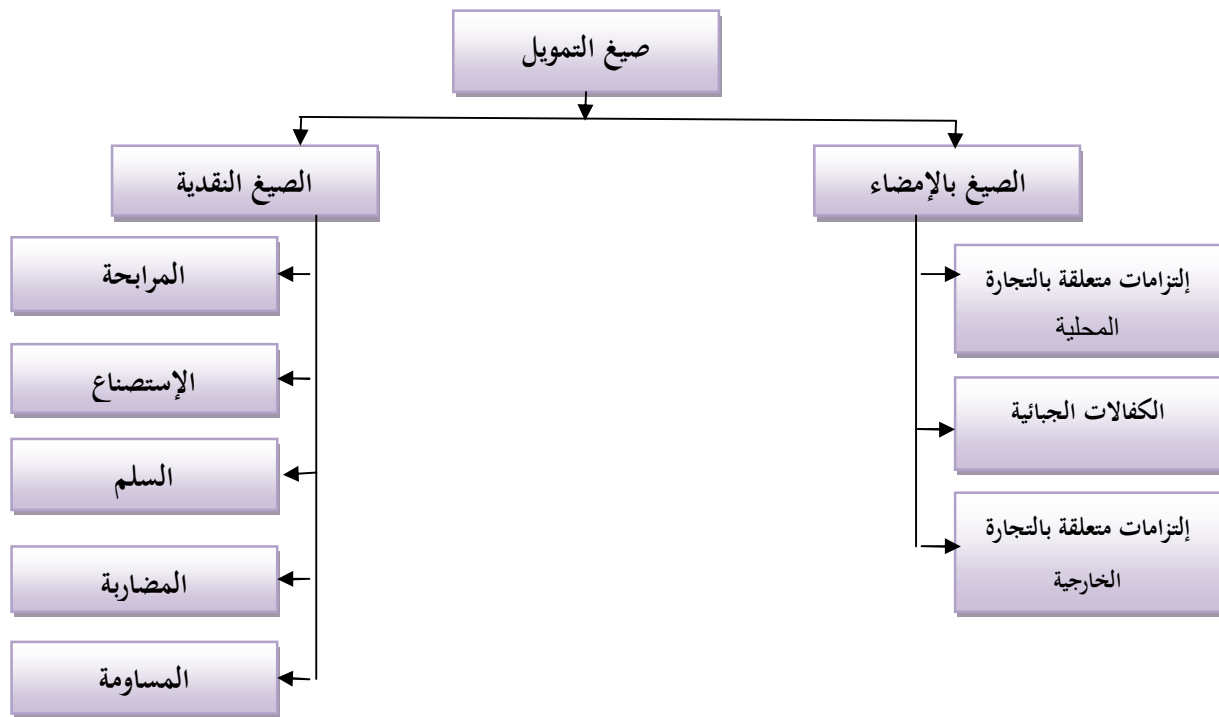 صيغ التمويل
الصيغ بالإمضاء
الصيغ النقدية
إلتزامات متعلقة بالتجارة
المحلية
الكفالات الجبائية
إلتزامات متعلقة بالتجارة
الخارجية
المرابحة
الإستصناع
السلم
المضاربة
المساومة